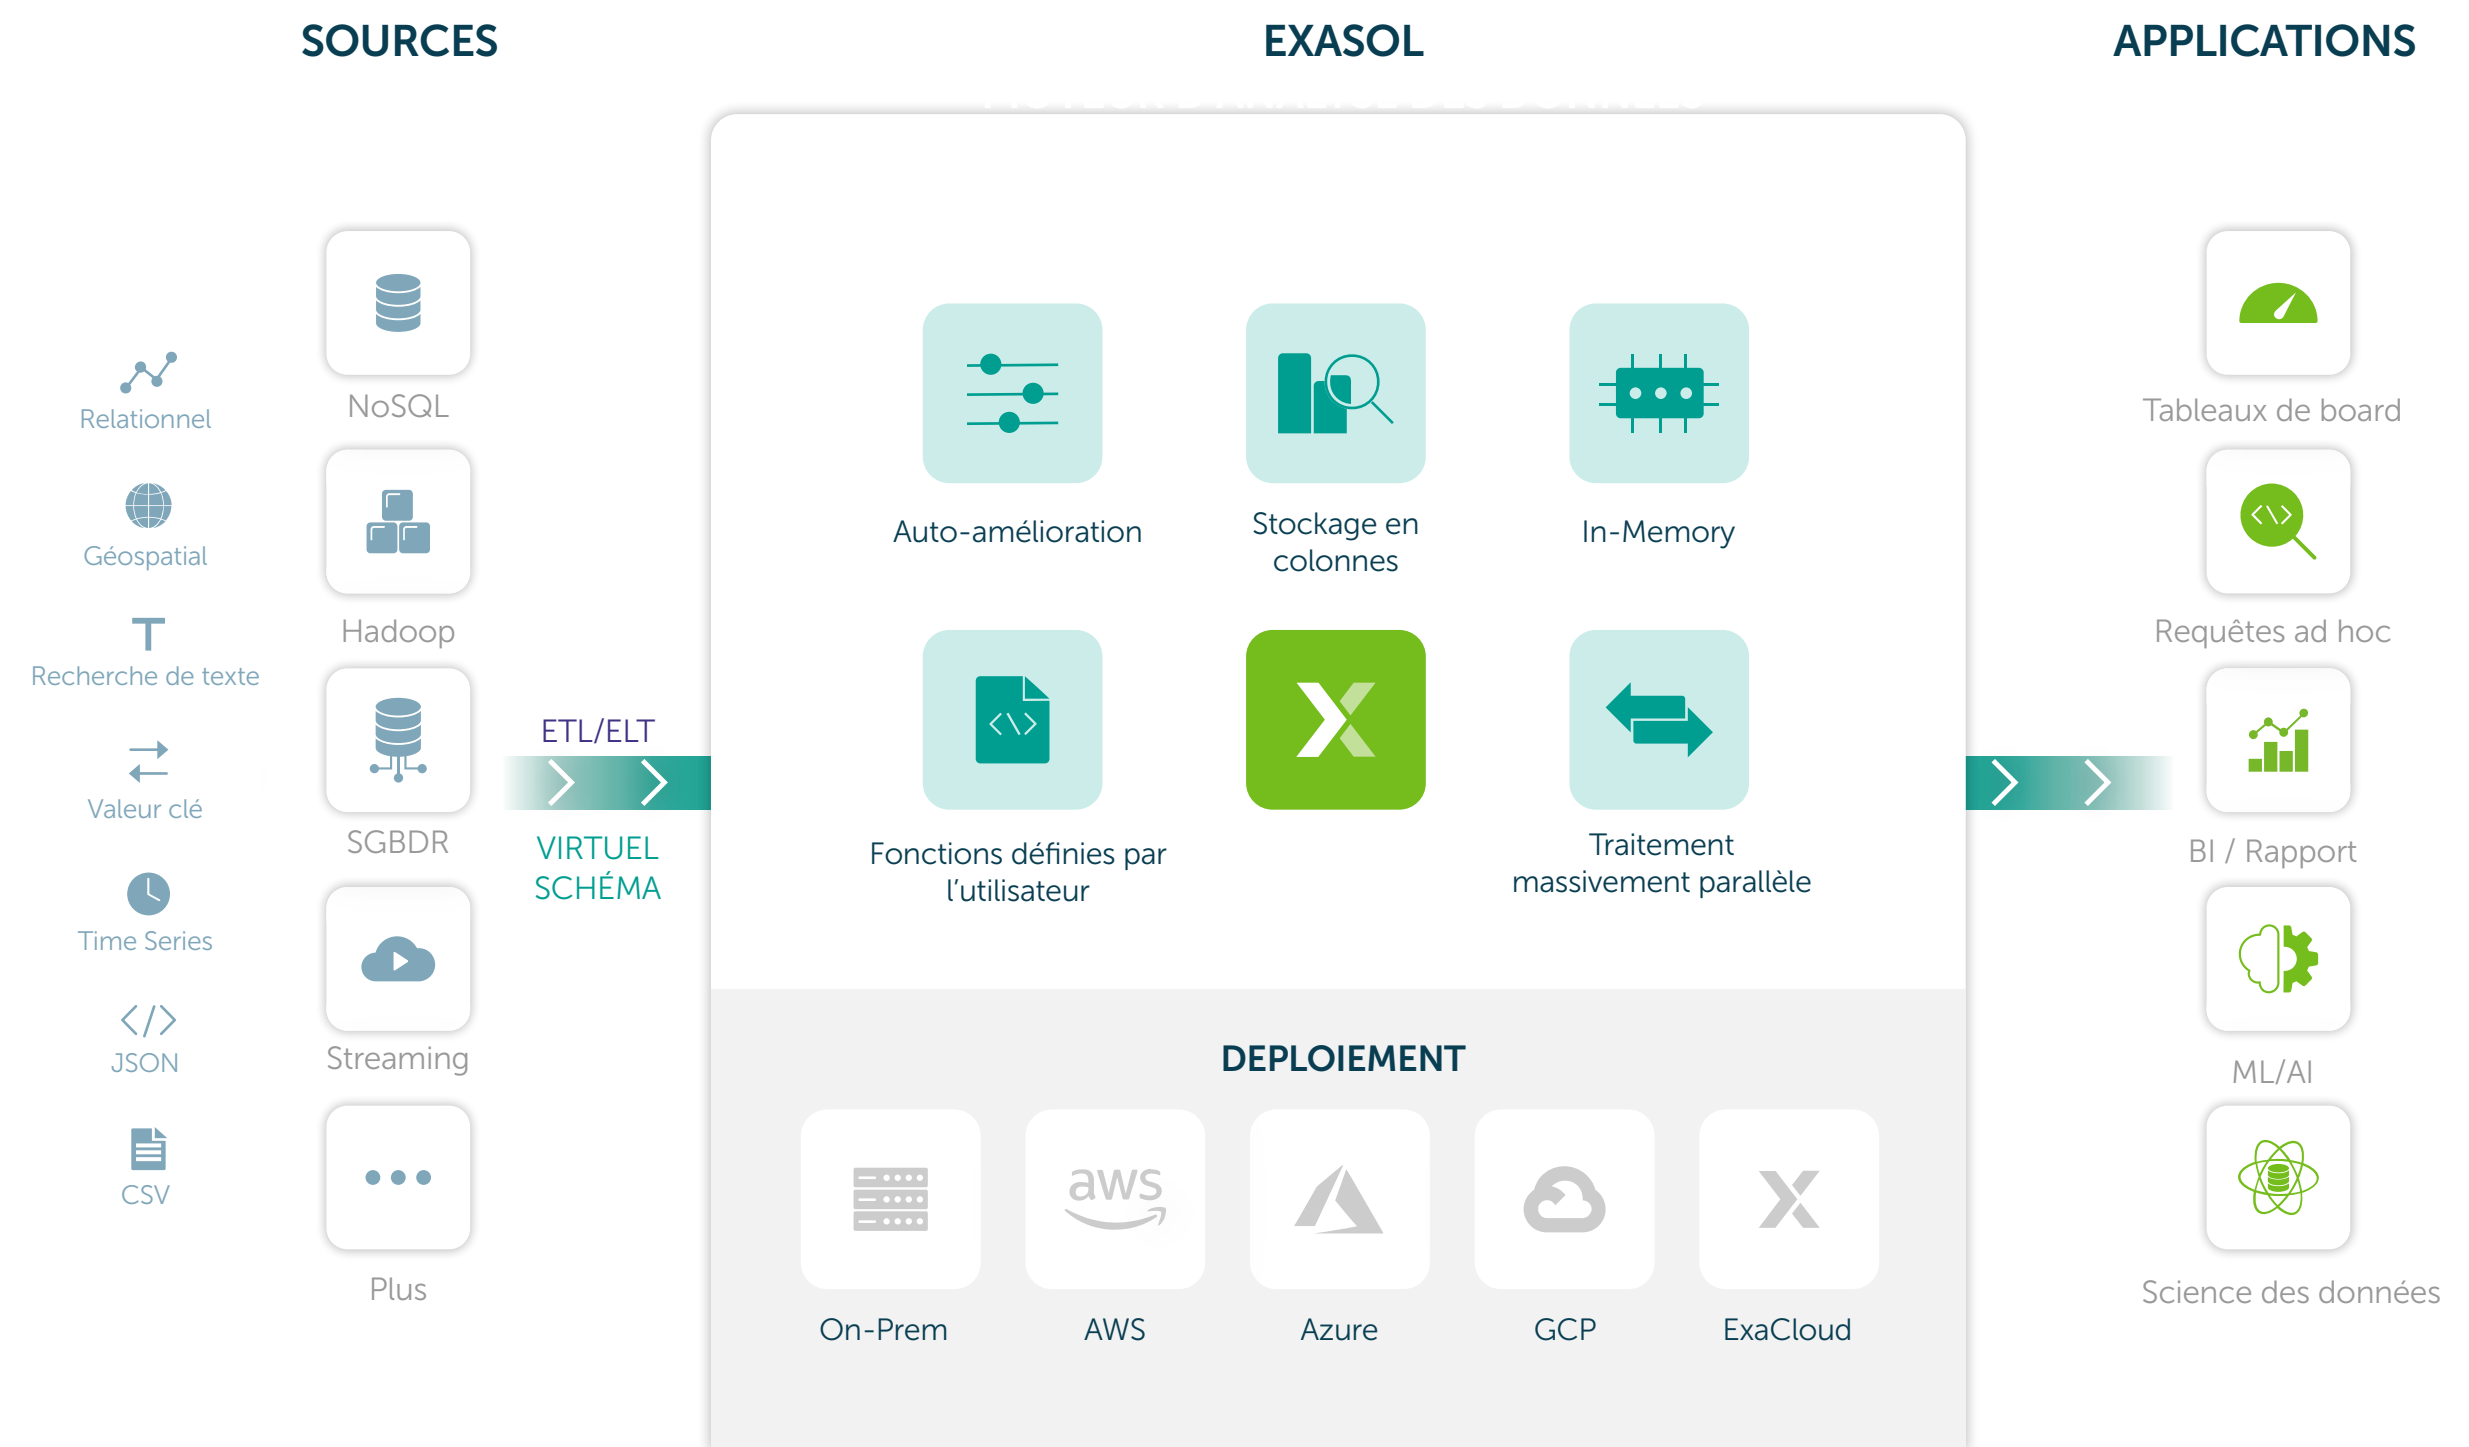 SOURCES
EXASOL
APPLICATIONS
Relationnel
Géospatial
Recherche de texte
Valeur clé
Time Series
JSON
CSV
NoSQL
Hadoop
SGBDR
Streaming
Plus
ETL/ELT
VIRTUEL
SCHÉMA
Auto-amélioration
Stockage en
colonnes
In-Memory
Fonctions définies par
l'utilisateur
Traitement
massivement parallèle
DEPLOIEMENT
aws
On-Prem
AWS
Azure
GCP
ExaCloud
Tableaux de board
Requêtes ad hoc
BI / Rapport
ML/AI
Science des données